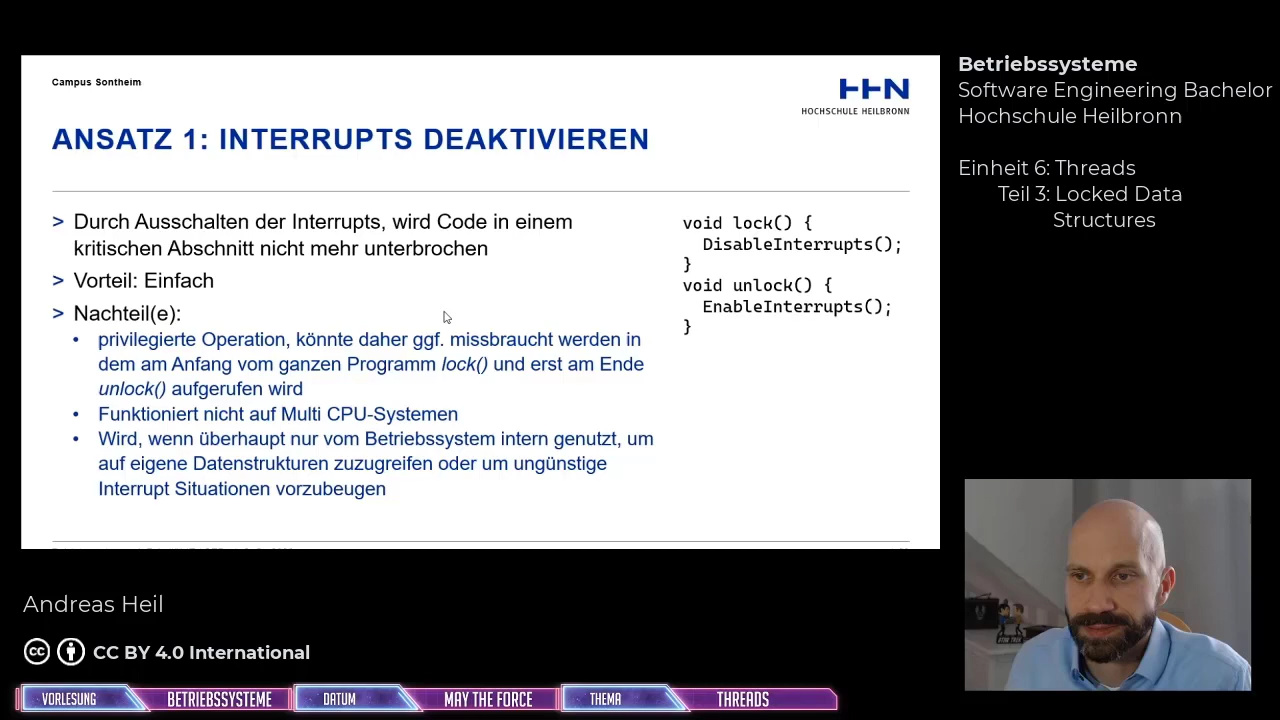 Campus Sontheim
HHN
HOCHSCHULE HEILBRONN
ANSATZ 1: INTERRUPTS DEAKTIVIEREN
> Durch Ausschalten der Interrupts, wird Code in einem
kritischen Abschnitt nicht mehr unterbrochen
> Vorteil: Einfach
> Nachteil(e):
• privilegierte Operation, könnte daher ggf. missbraucht werden in
dem am Anfang vom ganzen Programm lock() und erst am Ende
unlock() aufgerufen wird
• Funktioniert nicht auf Multi CPU-Systemen
• Wird, wenn überhaupt nur vom Betriebssystem intern genutzt, um
auf eigene Datenstrukturen zuzugreifen oder um ungünstige
Interrupt Situationen vorzubeugen
void lock() {
DisableInterrupts();
}
void unlock() {
EnableInterrupts();
}
Betriebssysteme
Software Engineering Bachelor
Hochschule Heilbronn
Einheit 6: Threads
Teil 3: Locked Data
Structures
Andreas Heil
cc CC BY 4.0 International
VORLESUNG BETRIEBSSYSTEME DATUM MAY THE FORCE THEMA THREADS